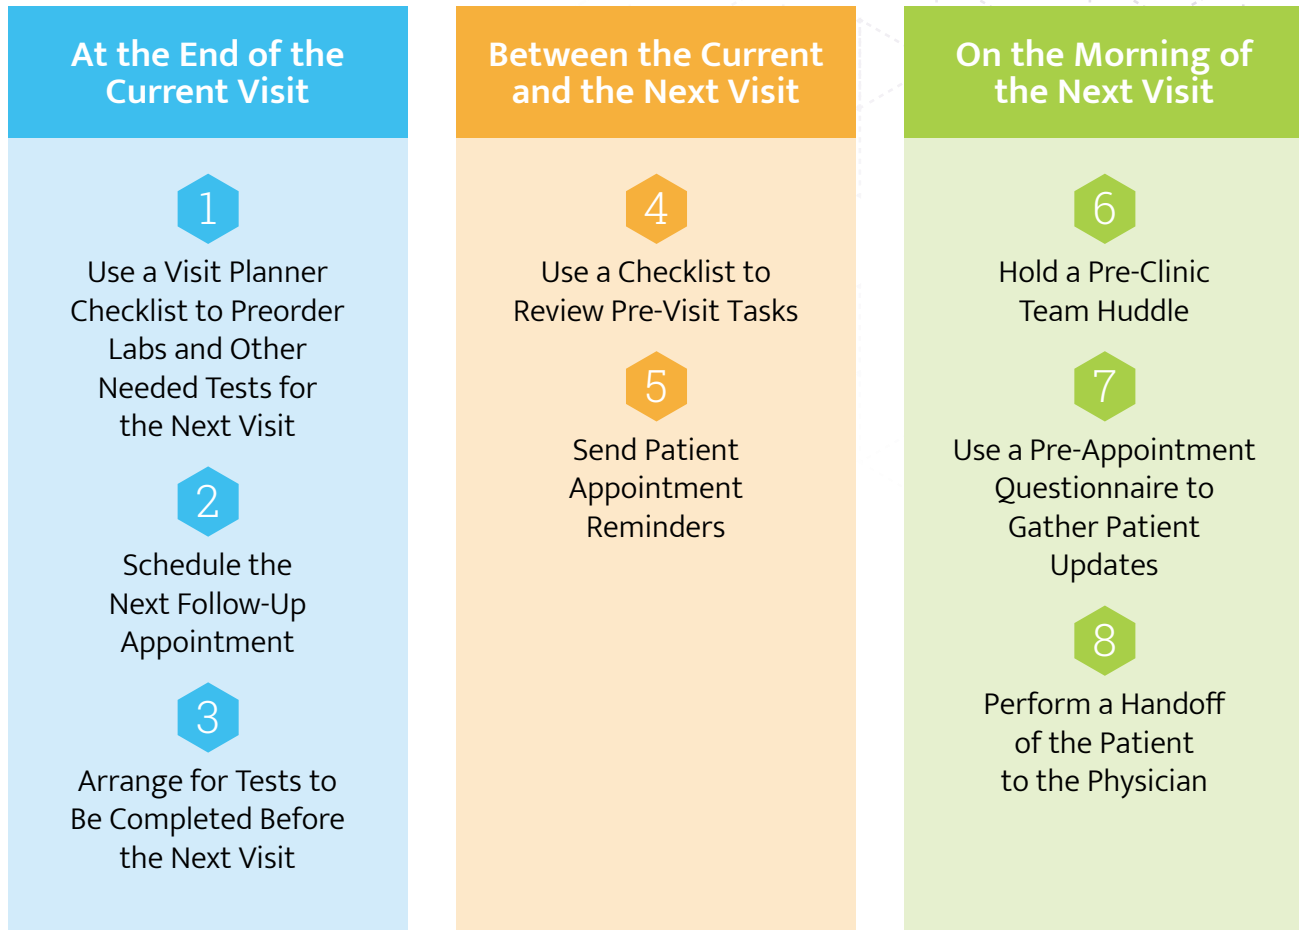 At the End of the
Current Visit
1
Use a Visit Planner
Checklist to Preorder
Labs and Other
Needed Tests for
the Next Visit
2
Schedule the
Next Follow-Up
Appointment
3
Arrange for Tests to
Be Completed Before
the Next Visit
Between the Current
and the Next Visit
4
Use a Checklist to
Review Pre-Visit Tasks
5
Send Patient
Appointment
Reminders
On the Morning of
the Next Visit
6
Hold a Pre-Clinic
Team Huddle
7
Use a Pre-Appointment
Questionnaire to
Gather Patient
Updates
8
Perform a Handoff
of the Patient
to the Physician